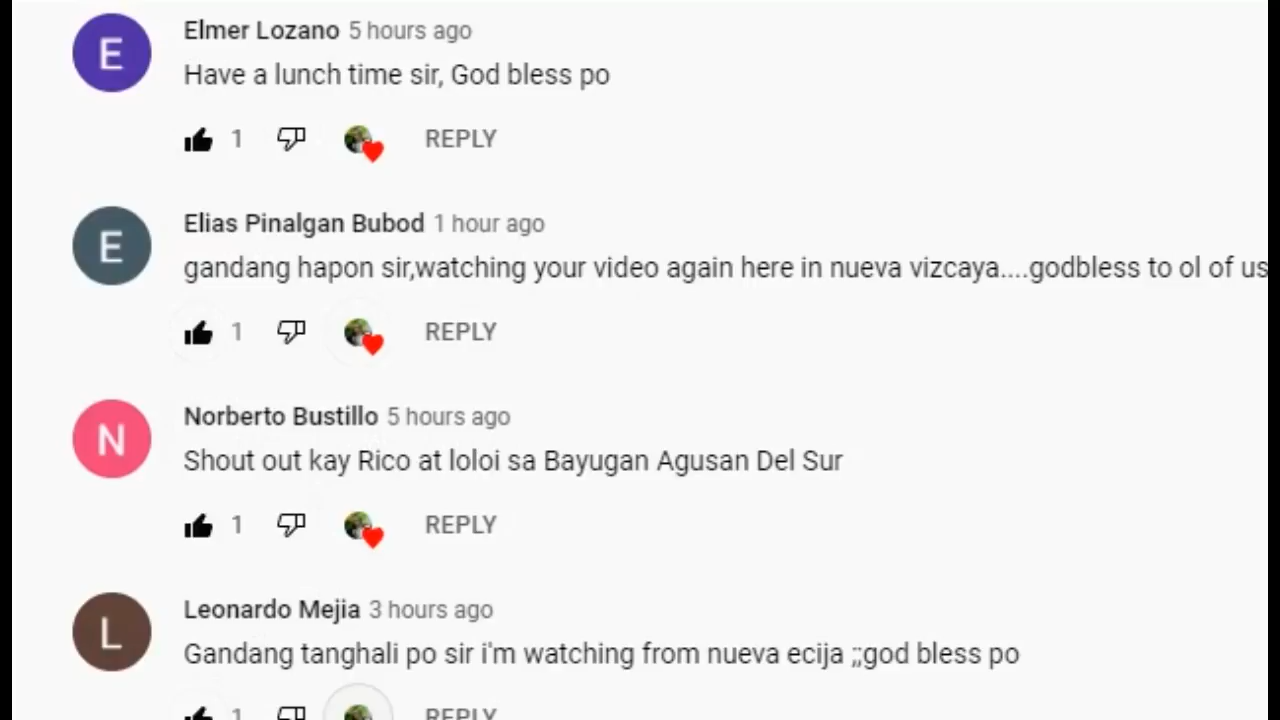 E
Elmer Lozano 5 hours ago
Have a lunch time sir, God bless po
1 REPLY
E
Elias Pinalgan Bubod 1 hour ago
gandang hapon sir,watching your video again here in nueva vizcaya....godbless to ol of us
1 REPLY
N
Norberto Bustillo 5 hours ago
Shout out kay Rico at loloi sa Bayugan Agusan Del Sur
1 REPLY
L
Leonardo Mejia 3 hours ago
Gandang tanghali po sir i'm watching from nueva ecija ;;god bless po
1 REPLY